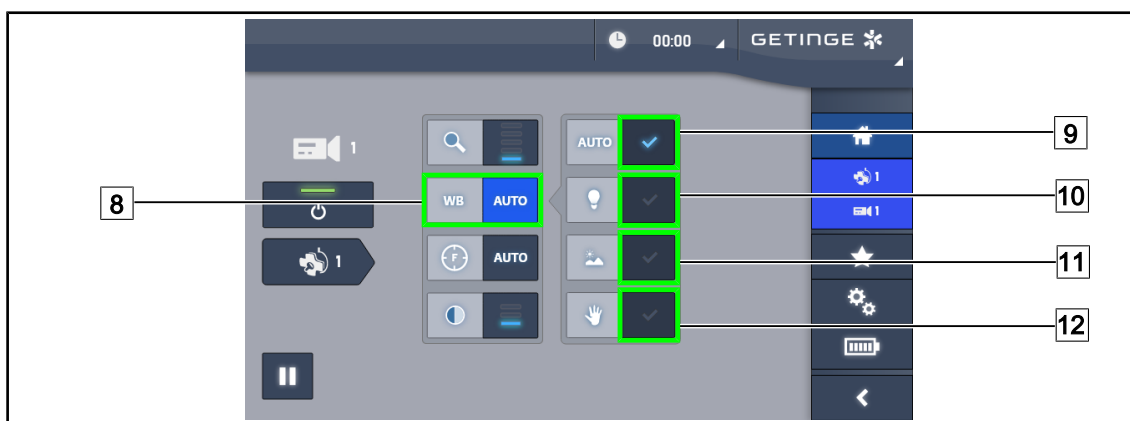 00:00 GETINGE
1 AUTO 9
1
8 WB AUTO 10
1
1 F AUTO 11
12